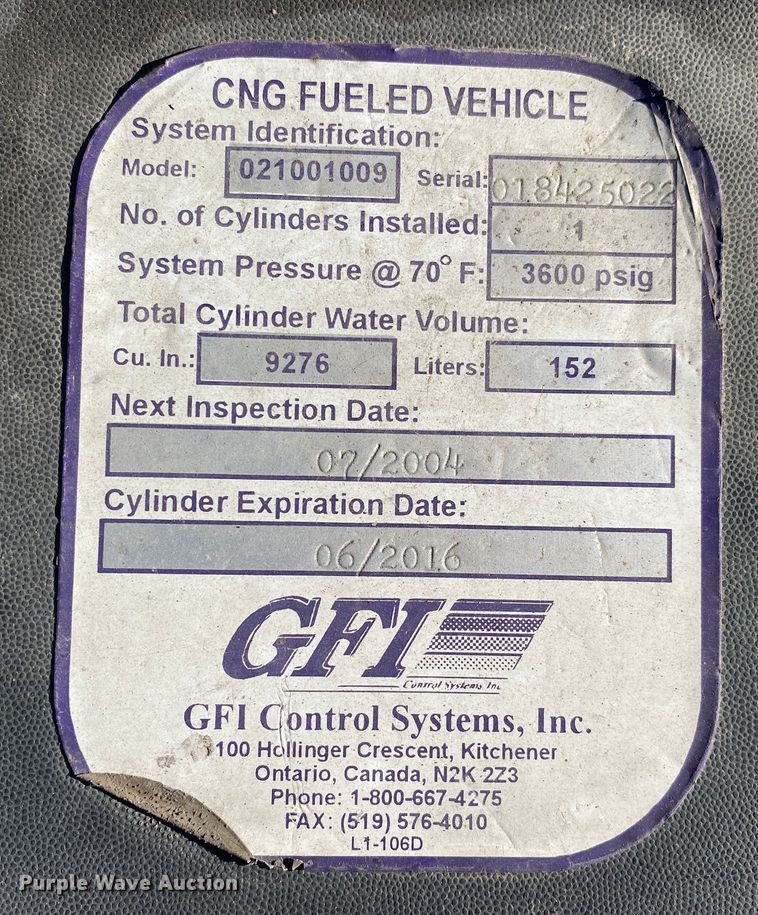 CNG FUELED VEHICLE
System Identification:
Model: 021001009 Serial: 018425022
No. of Cylinders Installed: 1
System Pressure @ 70° F: 3600 psig
Total Cylinder Water Volume:
Cu. In.: 9276 Liters: 152
Next Inspection Date:
07/2004
Cylinder Expiration Date:
06/2016
GFI
Control Systems Inc.
GFI Control Systems, Inc.
100 Hollinger Crescent, Kitchener
Ontario, Canada, N2K 2Z3
Phone: 1-800-667-4275
FAX: (519) 576-4010
L1-106D
Purple Wave Auction